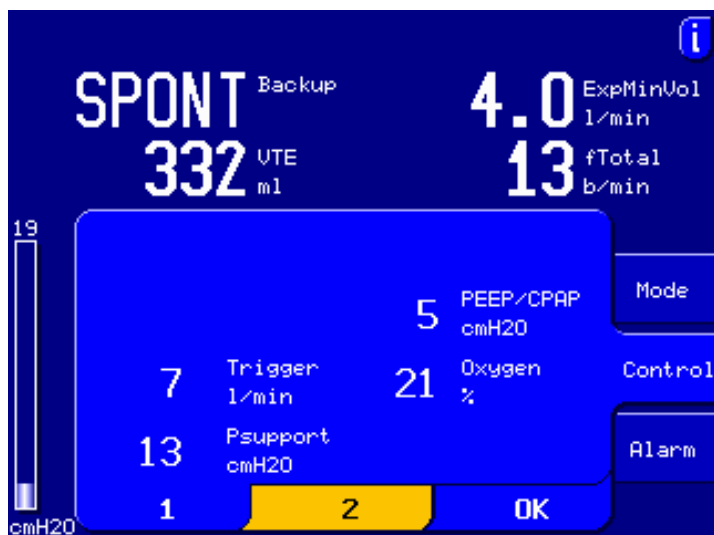 i
SPONT Backup
4.0 ExpMinVol l/min
332 VTE ml
13 fTotal b/min
19
5 PEEP/CPAP cmH2O
Mode
7 Trigger l/min
21 Oxygen %
Control
13 Psupport cmH2O
Alarm
1 2 OK
cmH2O